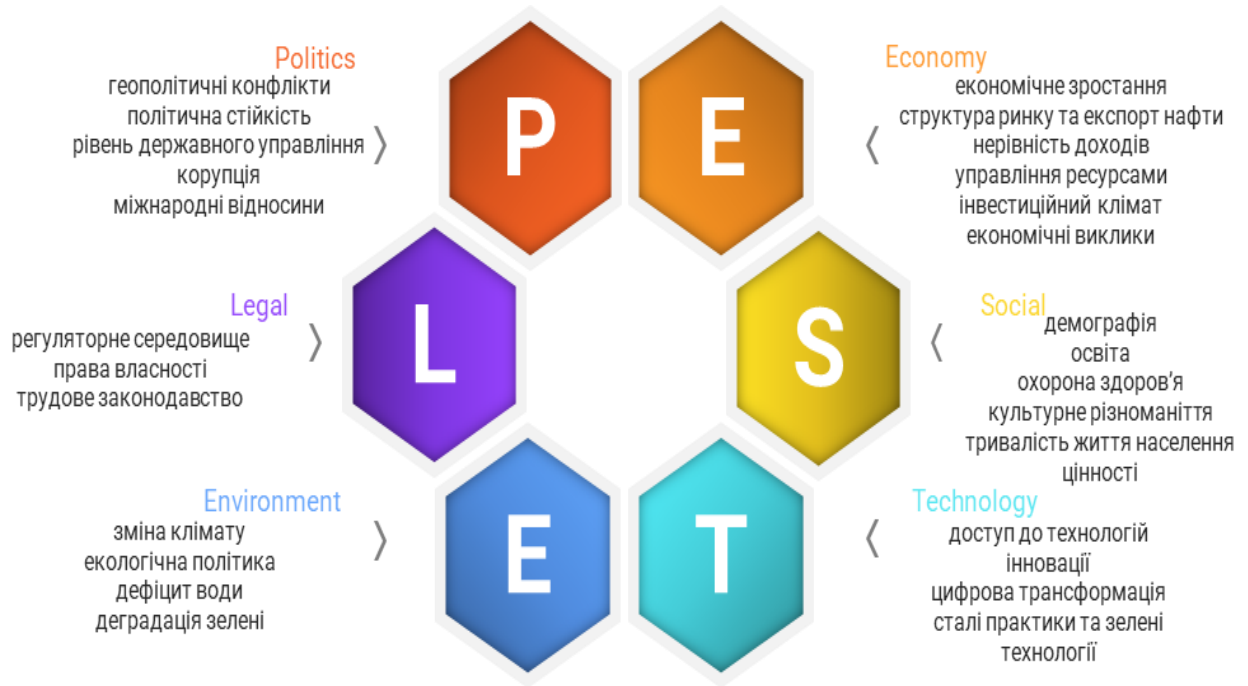 Politics
геополітичні конфлікти
політична стійкість
рівень державного управління
корупція
міжнародні відносини
P
E
Economy
економічне зростання
структура ринку та експорт нафти
нерівність доходів
управління ресурсами
інвестиційний клімат
економічні виклики
Legal
регуляторне середовище
права власності
трудове законодавство
L
S
Social
демографія
освіта
охорона здоров’я
культурне різноманіття
тривалість життя населення
цінності
Environment
зміна клімату
екологічна політика
дефіцит води
деградація зелені
E
T
Technology
доступ до технологій
інновації
цифрова трансформація
сталі практики та зелені
технології